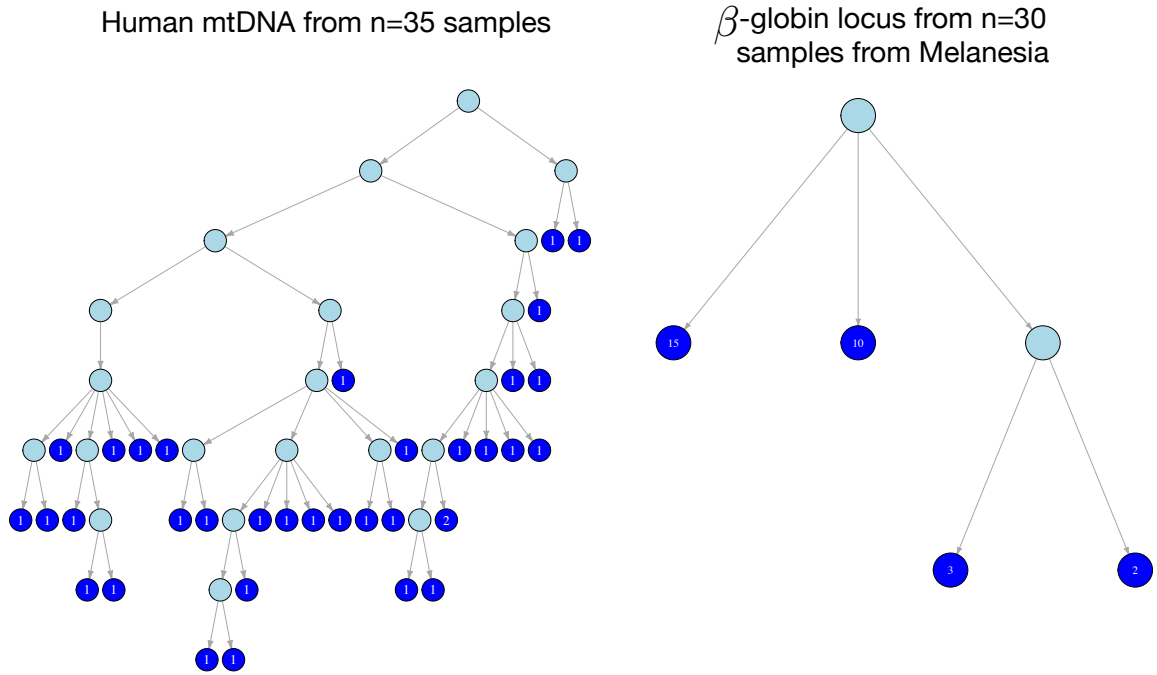 Human mtDNA from n=35 samples
β-globin locus from n=30
samples from Melanesia
1 1
1
15 10
1 1 1
1 1 1 1 1 1 1 1 1
1 1 1 1 1 1 1 1 1 1 1 2
1 1 1 1 1
3 2
1 1